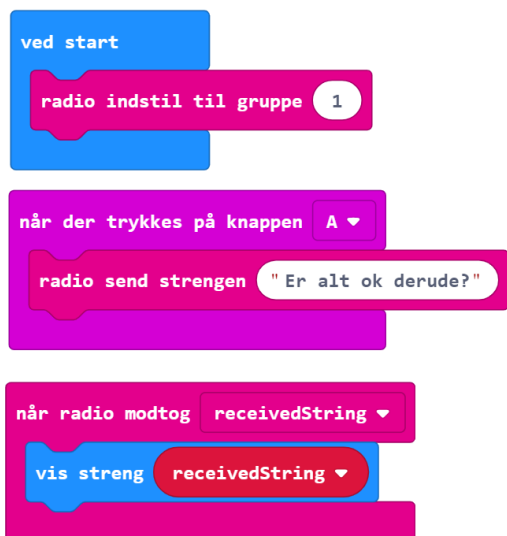 ved start
radio indstil til gruppe 1
når der trykkes på knappen A
radio send strengen "Er alt ok derude?"
når radio modtog receivedString
vis streng receivedString